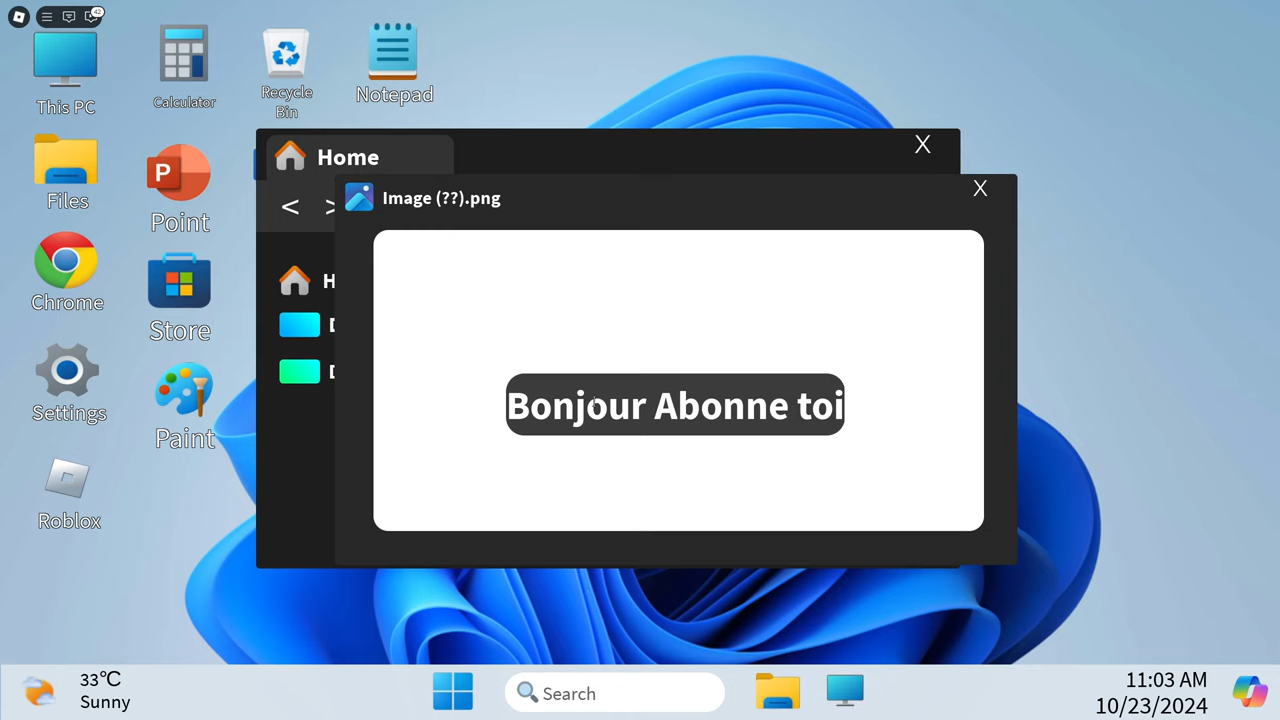 42
This PC
Calculator
Recycle
Bin
Notepad
Home
X
Image (??).png
X
Files
P
Point
<
>
H
Chrome
Store
Bonjour Abonne toi
Settings
Paint
Roblox
33℃
Sunny
Search
11:03 AM
10/23/2024